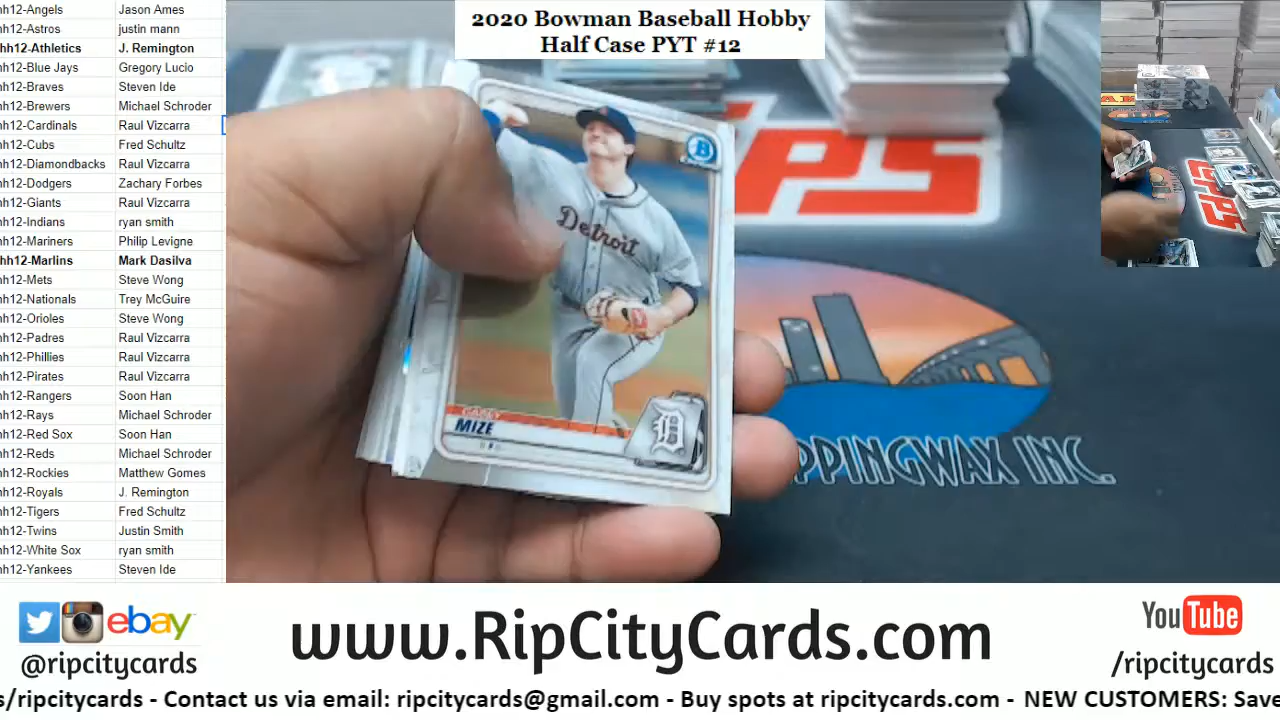 2020 Bowman Baseball Hobby
Half Case PYT #12
hh12-Angels Jason Ames
hh12-Astros justin mann
hh12-Athletics J. Remington
hh12-Blue Jays Gregory Lucio
hh12-Braves Steven Ide
hh12-Brewers Michael Schroder
hh12-Cardinals Raul Vizcarra
hh12-Cubs Fred Schultz
hh12-Diamondbacks Raul Vizcarra
hh12-Dodgers Zachary Forbes
hh12-Giants Raul Vizcarra
hh12-Indians ryan smith
hh12-Mariners Philip Levigne
hh12-Marlins Mark Dasilva
hh12-Mets Steve Wong
hh12-Nationals Trey McGuire
hh12-Orioles Steve Wong
hh12-Padres Raul Vizcarra
hh12-Phillies Raul Vizcarra
hh12-Pirates Raul Vizcarra
hh12-Rangers Soon Han
hh12-Rays Michael Schroder
hh12-Red Sox Soon Han
hh12-Reds Michael Schroder
hh12-Rockies Matthew Gomes
hh12-Royals J. Remington
hh12-Tigers Fred Schultz
hh12-Twins Justin Smith
hh12-White Sox ryan smith
hh12-Yankees Steven Ide
B
Detroit
CASEY
MIZE
D
PPS
PPINGWAX INC.
ebay
@ripcitycards
www.RipCityCards.com
YouTube
/ripcitycards
s/ripcitycards - Contact us via email: ripcitycards@gmail.com - Buy spots at ripcitycards.com - NEW CUSTOMERS: Save